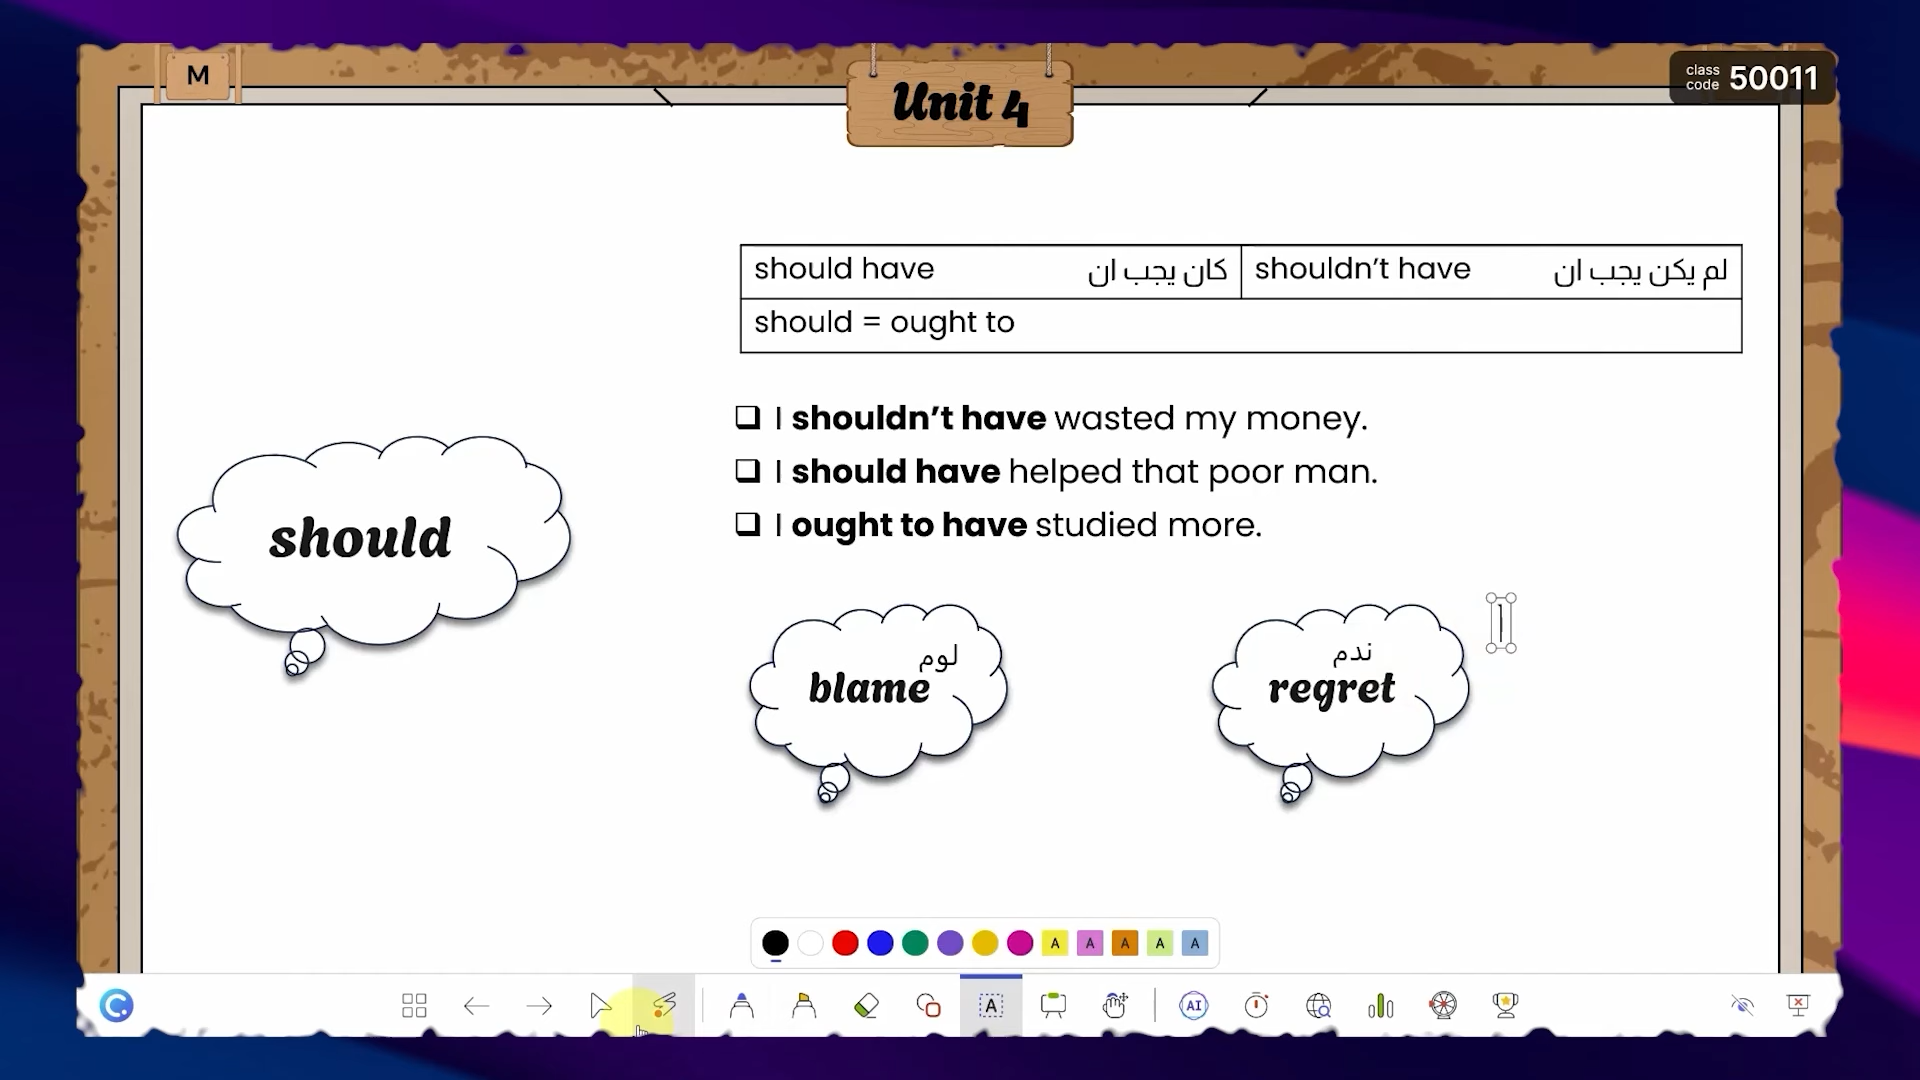 M
Unit 4
class code 50011
should have كان يجب ان
shouldn't have لم يكن يجب ان
should = ought to
I shouldn't have wasted my money.
I should have helped that poor man.
I ought to have studied more.
should
لوم
blame
ندم
regret
ا
A A A A A
A
AI